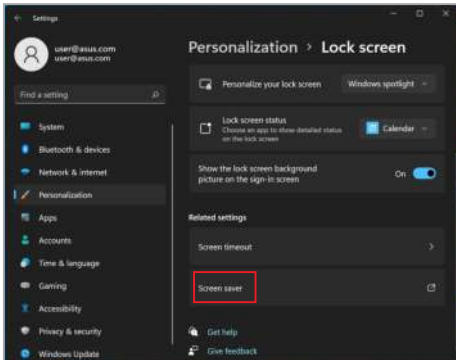 Settings
user@asus.com
user@asus.com
Find a setting
System
Bluetooth & devices
Network & internet
Personalization
Apps
Accounts
Time & language
Gaming
Accessibility
Privacy & security
Windows Update
Personalization > Lock screen
Personalize your lock screen
Windows spotlight
Lock screen status
Choose an app to show detailed status
on the lock screen
Calendar
Show the lock screen background
picture on the sign-in screen
On
Related settings
Screen timeout
Screen saver
Get help
Give feedback